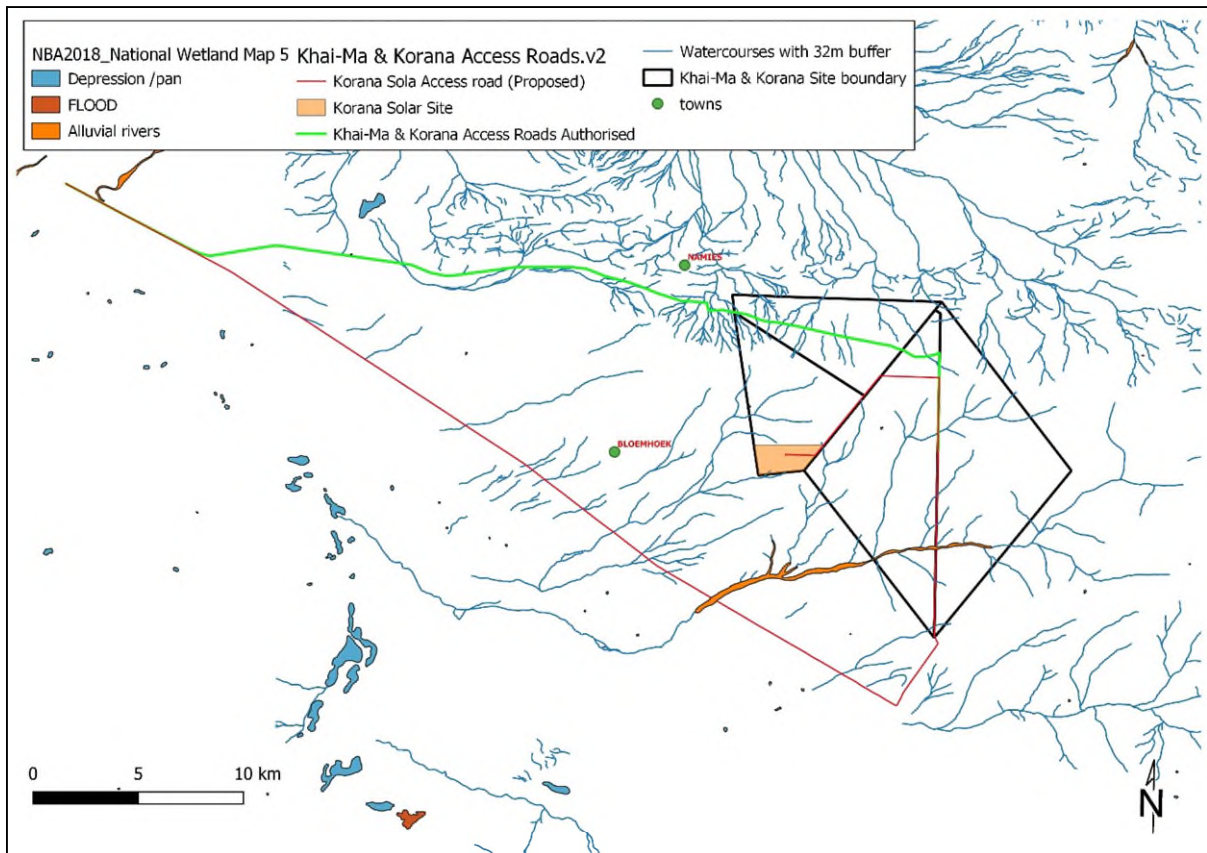 NBA2018_National Wetland Map 5
Depression /pan
FLOOD
Alluvial rivers
Khai-Ma & Korana Access Roads.v2
Korana Sola Access road (Proposed)
Korana Solar Site
Khai-Ma & Korana Access Roads Authorised
Watercourses with 32m buffer
Khai-Ma & Korana Site boundary
towns
NAMIES
BLOEMHOEK
0 5 10 km
N